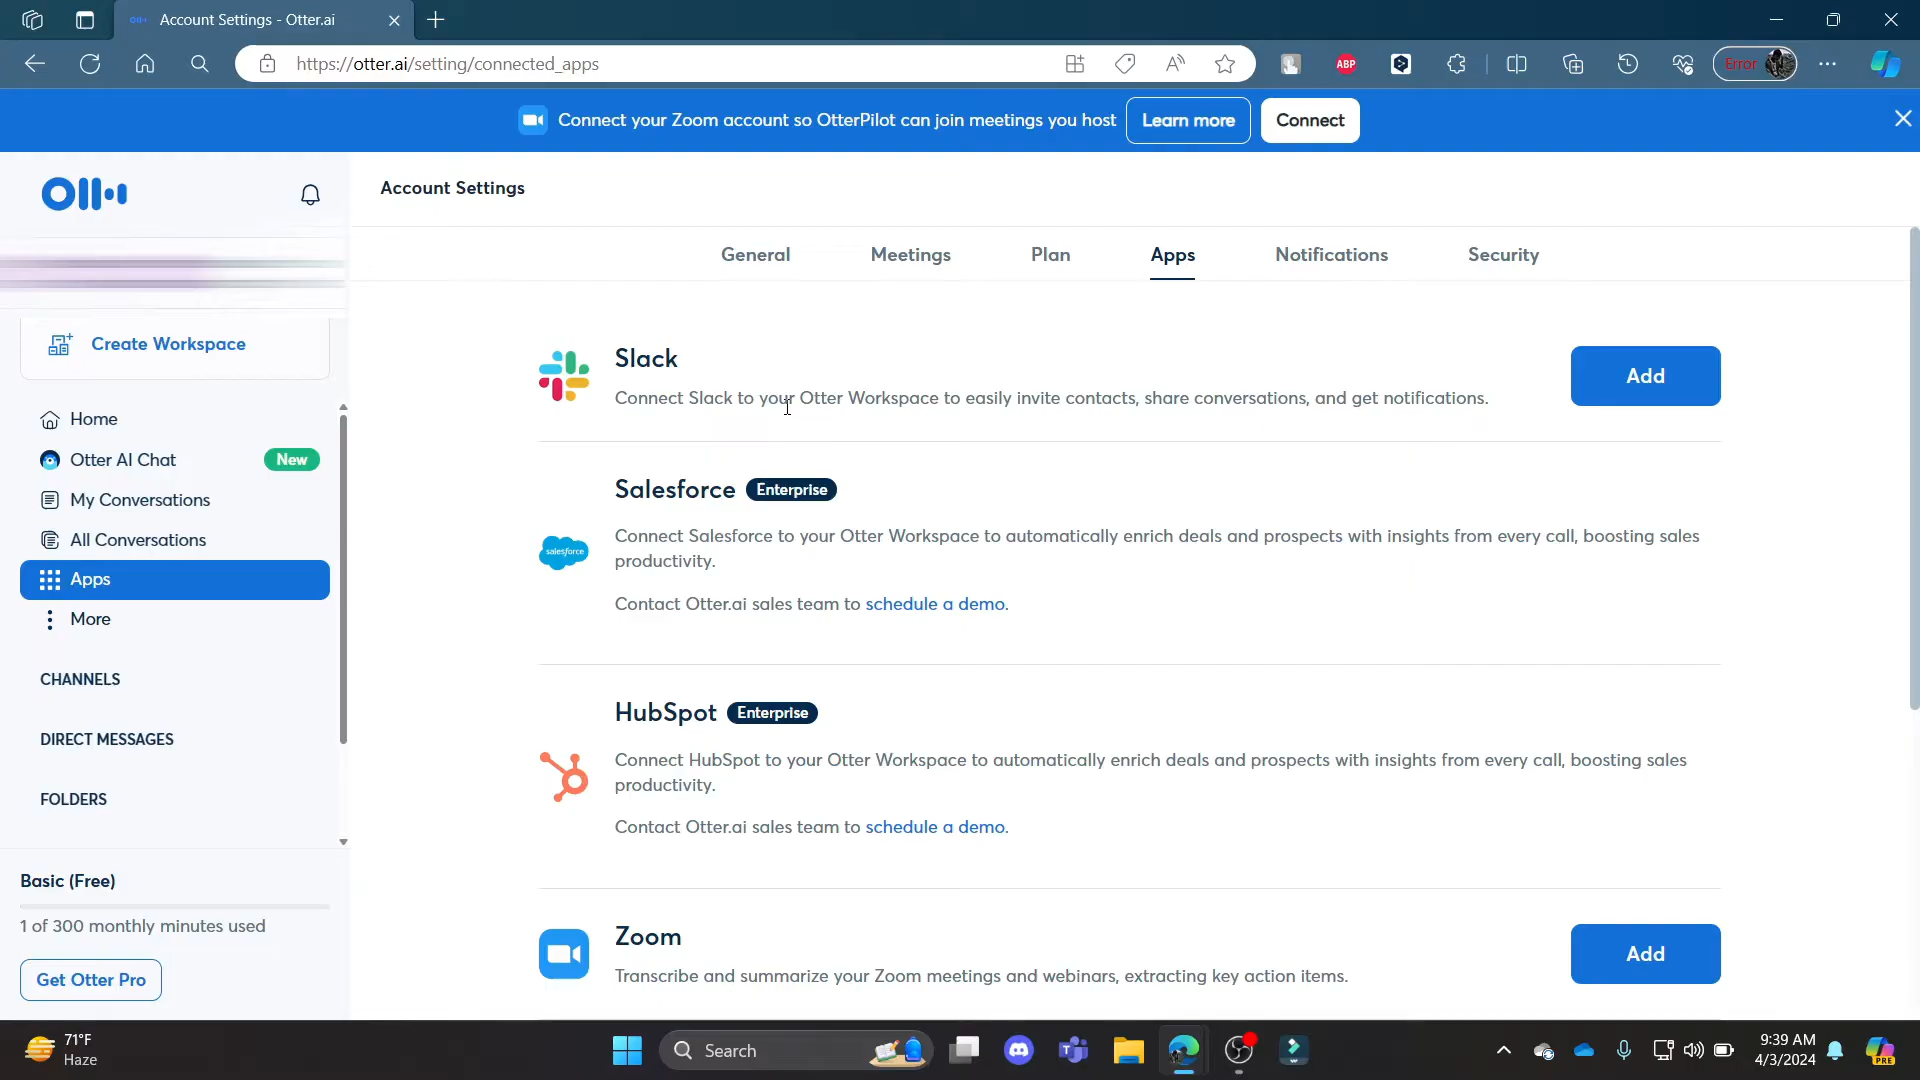 Account Settings - Otter.ai
https://otter.ai/setting/connected_apps
ABP
Error
Connect your Zoom account so OtterPilot can join meetings you host
Learn more
Connect
Account Settings
General
Meetings
Plan
Apps
Notifications
Security
Create Workspace
Home
Otter AI Chat
New
My Conversations
All Conversations
Apps
More
CHANNELS
DIRECT MESSAGES
FOLDERS
Basic (Free)
1 of 300 monthly minutes used
Get Otter Pro
Slack
Connect Slack to your Otter Workspace to easily invite contacts, share conversations, and get notifications.
Add
Salesforce
Enterprise
salesforce
Connect Salesforce to your Otter Workspace to automatically enrich deals and prospects with insights from every call, boosting sales
productivity.
Contact Otter.ai sales team to schedule a demo.
HubSpot
Enterprise
Connect HubSpot to your Otter Workspace to automatically enrich deals and prospects with insights from every call, boosting sales
productivity.
Contact Otter.ai sales team to schedule a demo.
Zoom
Transcribe and summarize your Zoom meetings and webinars, extracting key action items.
Add
71°F
Haze
Search
9:39 AM
4/3/2024
PRE